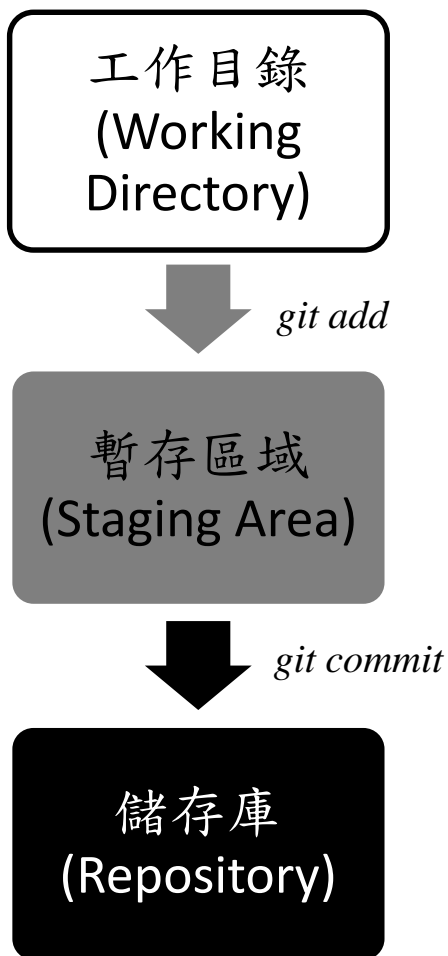 工作目錄
(Working
Directory)
git add
暫存區域
(Staging Area)
git commit
儲存庫
(Repository)